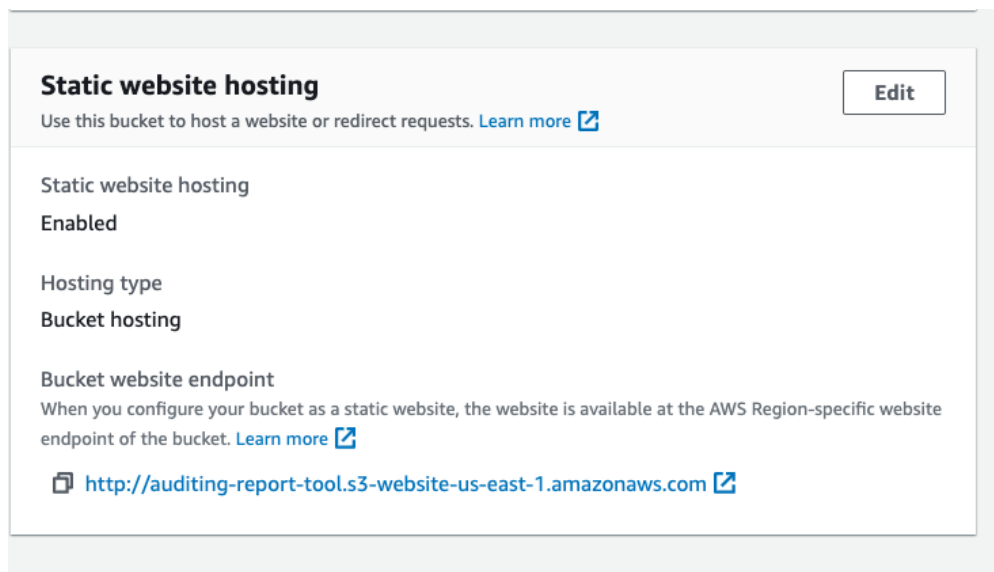 Static website hosting
Edit
Use this bucket to host a website or redirect requests. Learn more
Static website hosting
Enabled
Hosting type
Bucket hosting
Bucket website endpoint
When you configure your bucket as a static website, the website is available at the AWS Region-specific website
endpoint of the bucket. Learn more
http://auditing-report-tool.s3-website-us-east-1.amazonaws.com